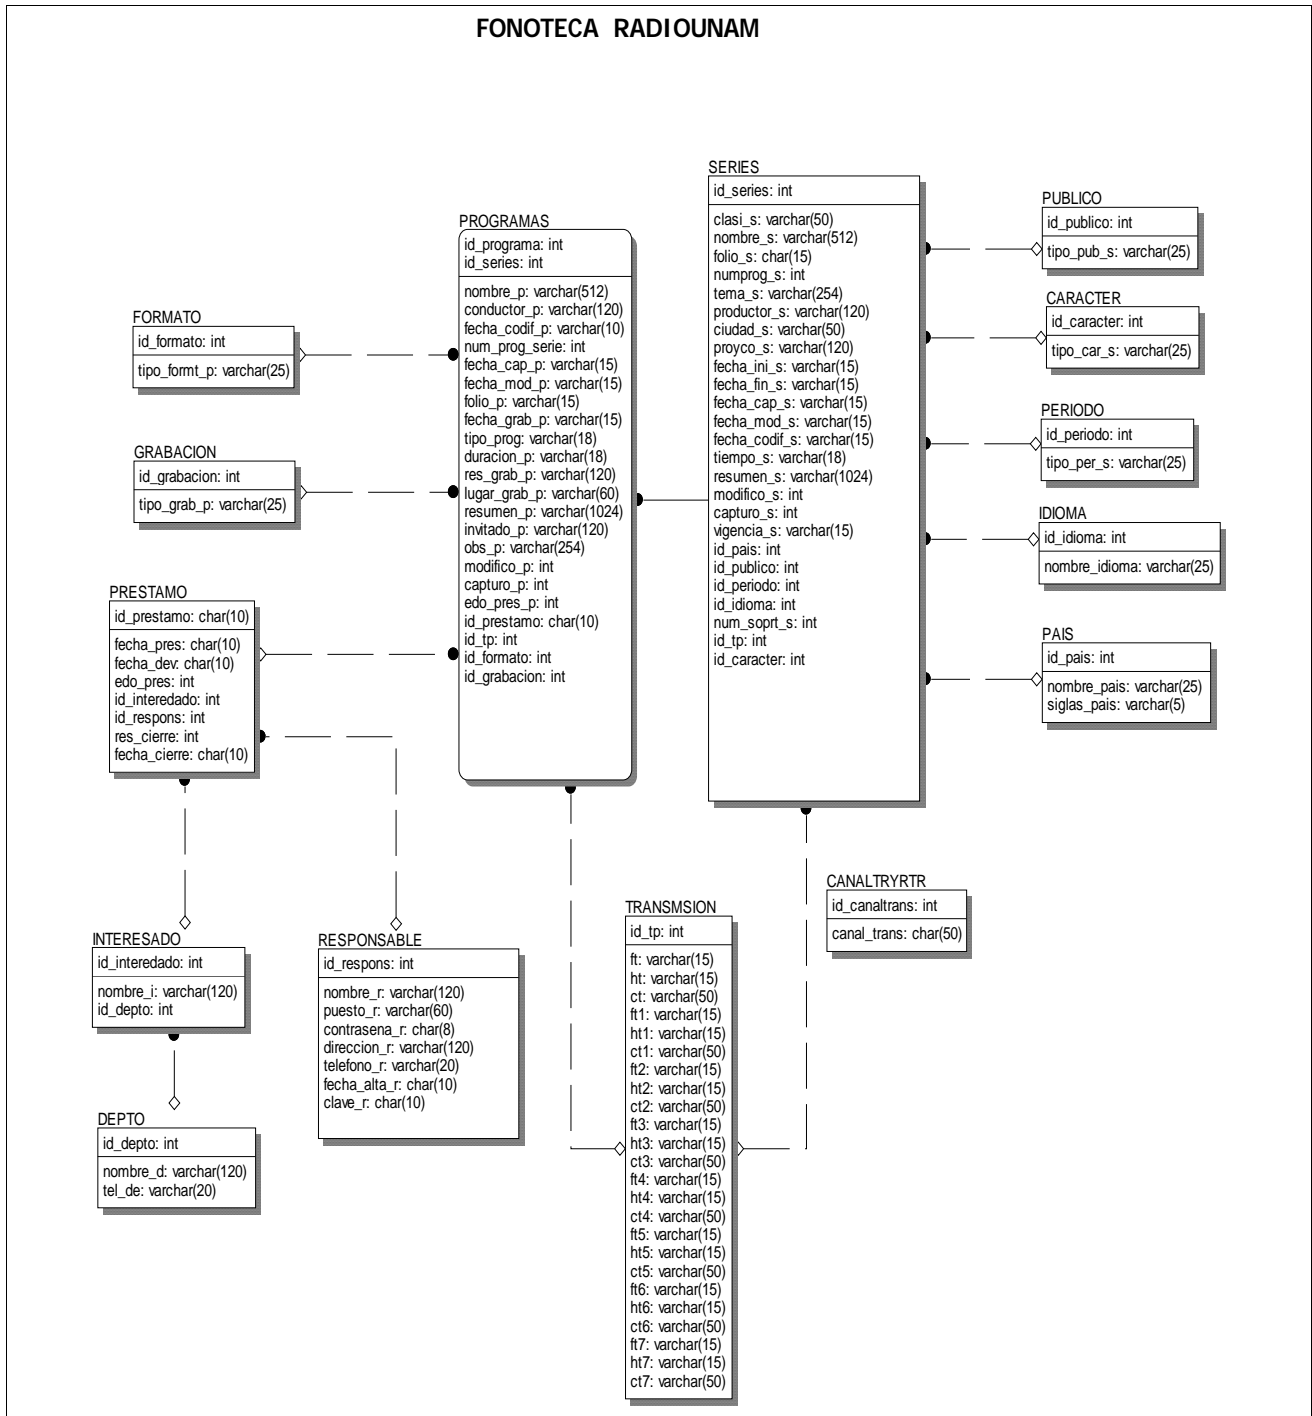 FONOTECA RADIOUNAM
SERIES
id_series: int
clasi_s: varchar(50)
nombre_s: varchar(512)
folio_s: char(15)
numprog_s: int
tema_s: varchar(254)
productor_s: varchar(120)
ciudad_s: varchar(50)
proyco_s: varchar(120)
fecha_ini_s: varchar(15)
fecha_fin_s: varchar(15)
fecha_cap_s: varchar(15)
fecha_mod_s: varchar(15)
fecha_codif_s: varchar(15)
tiempo_s: varchar(18)
resumen_s: varchar(1024)
modifico_s: int
capturo_s: int
vigencia_s: varchar(15)
id_pais: int
id_publico: int
id_periodo: int
id_idioma: int
num_soprt_s: int
id_tp: int
id_caracter: int
PUBLICO
id_publico: int
tipo_pub_s: varchar(25)
CARACTER
id_caracter: int
tipo_car_s: varchar(25)
PERIODO
id_periodo: int
tipo_per_s: varchar(25)
IDIOMA
id_idioma: int
nombre_idioma: varchar(25)
PAIS
id_pais: int
nombre_pais: varchar(25)
siglas_pais: varchar(5)
PROGRAMAS
id_programa: int
id_series: int
nombre_p: varchar(512)
conductor_p: varchar(120)
fecha_codif_p: varchar(10)
num_prog_serie: int
fecha_cap_p: varchar(15)
fecha_mod_p: varchar(15)
folio_p: varchar(15)
fecha_grab_p: varchar(15)
tipo_prog: varchar(18)
duracion_p: varchar(18)
res_grab_p: varchar(120)
lugar_grab_p: varchar(60)
resumen_p: varchar(1024)
invitado_p: varchar(120)
obs_p: varchar(254)
modifico_p: int
capturo_p: int
edo_pres_p: int
id_prestamo: char(10)
id_tp: int
id_formato: int
id_grabacion: int
FORMATO
id_formato: int
tipo_formt_p: varchar(25)
GRABACION
id_grabacion: int
tipo_grab_p: varchar(25)
PRESTAMO
id_prestamo: char(10)
fecha_pres: char(10)
fecha_dev: char(10)
edo_pres: int
id_interedado: int
id_respons: int
res_cierre: int
fecha_cierre: char(10)
INTERESADO
id_interedado: int
nombre_i: varchar(120)
id_depto: int
DEPTO
id_depto: int
nombre_d: varchar(120)
tel_de: varchar(20)
RESPONSABLE
id_respons: int
nombre_r: varchar(120)
puesto_r: varchar(60)
contrasena_r: char(8)
direccion_r: varchar(120)
telefono_r: varchar(20)
fecha_alta_r: char(10)
clave_r: char(10)
TRANSMSION
id_tp: int
ft: varchar(15)
ht: varchar(15)
ct: varchar(50)
ft1: varchar(15)
ht1: varchar(15)
ct1: varchar(50)
ft2: varchar(15)
ht2: varchar(15)
ct2: varchar(50)
ft3: varchar(15)
ht3: varchar(15)
ct3: varchar(50)
ft4: varchar(15)
ht4: varchar(15)
ct4: varchar(50)
ft5: varchar(15)
ht5: varchar(15)
ct5: varchar(50)
ft6: varchar(15)
ht6: varchar(15)
ct6: varchar(50)
ft7: varchar(15)
ht7: varchar(15)
ct7: varchar(50)
CANALTRYRTR
id_canaltrans: int
canal_trans: char(50)